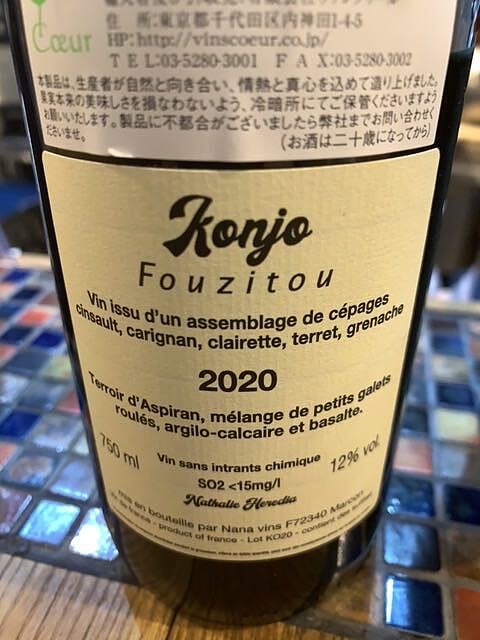 Cœur
住 所:東京都千代田区内神田1-4-5
HP:http://vinscoeur.co.jp/
TEL:03-5280-3001 FAX:03-5280-3002
本製品は、生産者が自然と向き合い、情熱と真心を込めて造り上げました。
果実本来の美味しさを損なわないよう、冷暗所にてご保管くださいますよう
お願いいたします。製品に不都合がございましたら弊社までお問い合わせく
ださいませ。 (お酒は二十歳になってから)
Konjo
Fouzitou
Vin issu d'un assemblage de cépages
cinsault, carignan, clairette, terret, grenache
2020
Terroir d'Aspiran, mélange de petits galets
roulés, argilo-calcaire et basalte.
750 ml
Vin sans intrants chimique
12% vol.
SO2 <15mg/l
Nathalie Heredia
mis en bouteille par Nana vins F72340 Marcon
de france - product of france - Lot KO20 - contient des sulfites